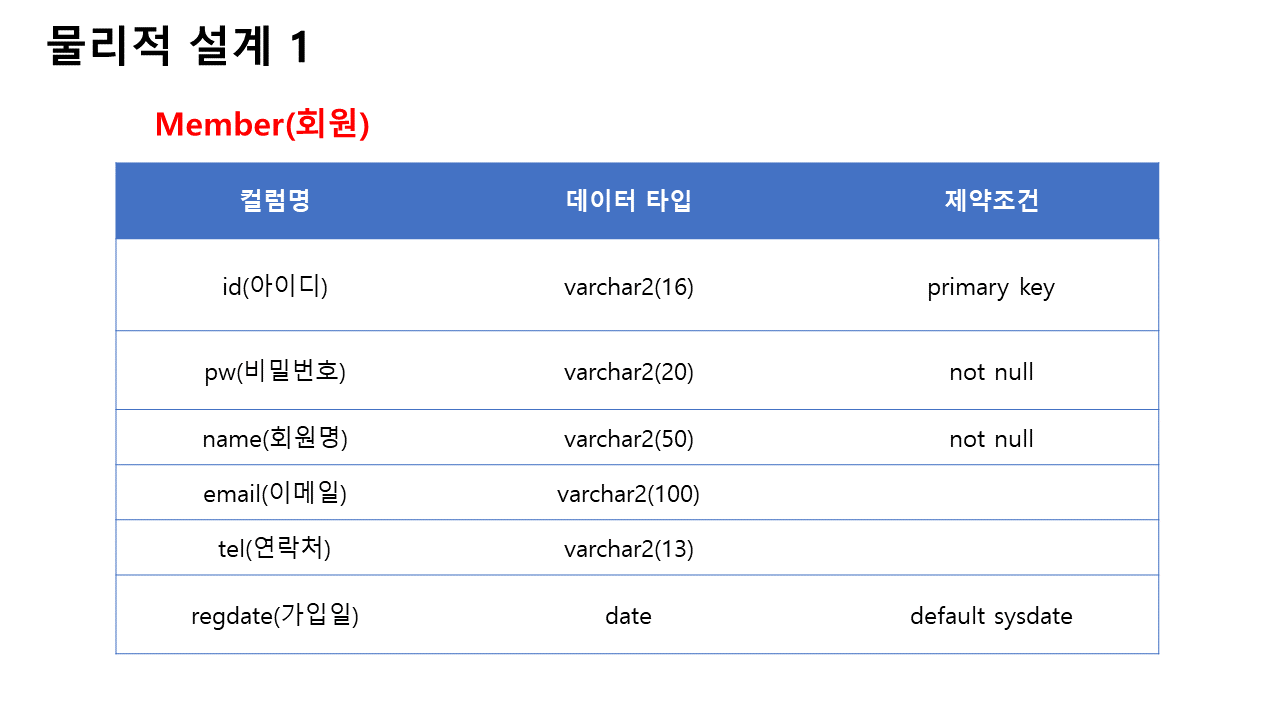 물리적 설계 1
Member(회원)
컬럼명 데이터 타입 제약조건
id(아이디) varchar2(16) primary key
pw(비밀번호) varchar2(20) not null
name(회원명) varchar2(50) not null
email(이메일) varchar2(100)
tel(연락처) varchar2(13)
regdate(가입일) date default sysdate